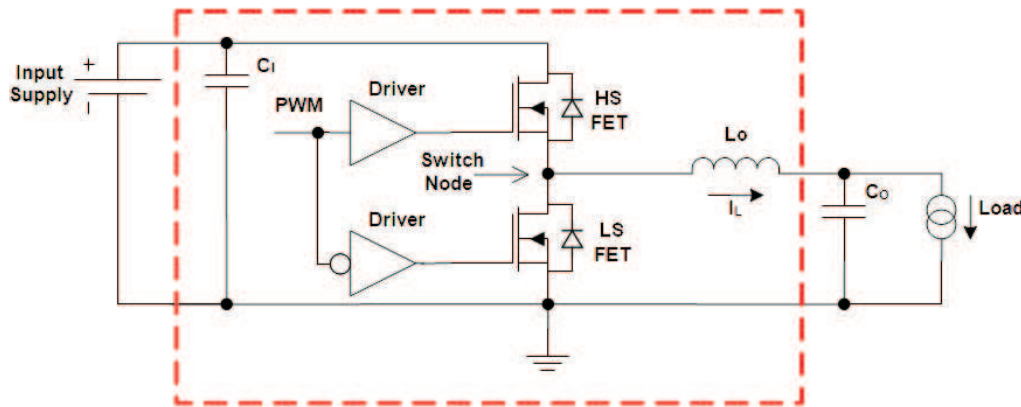 Input
Supply
+
I
CI
PWM
Driver
HS
FET
Switch
Node
Lo
IL
Driver
LS
FET
CO
Load